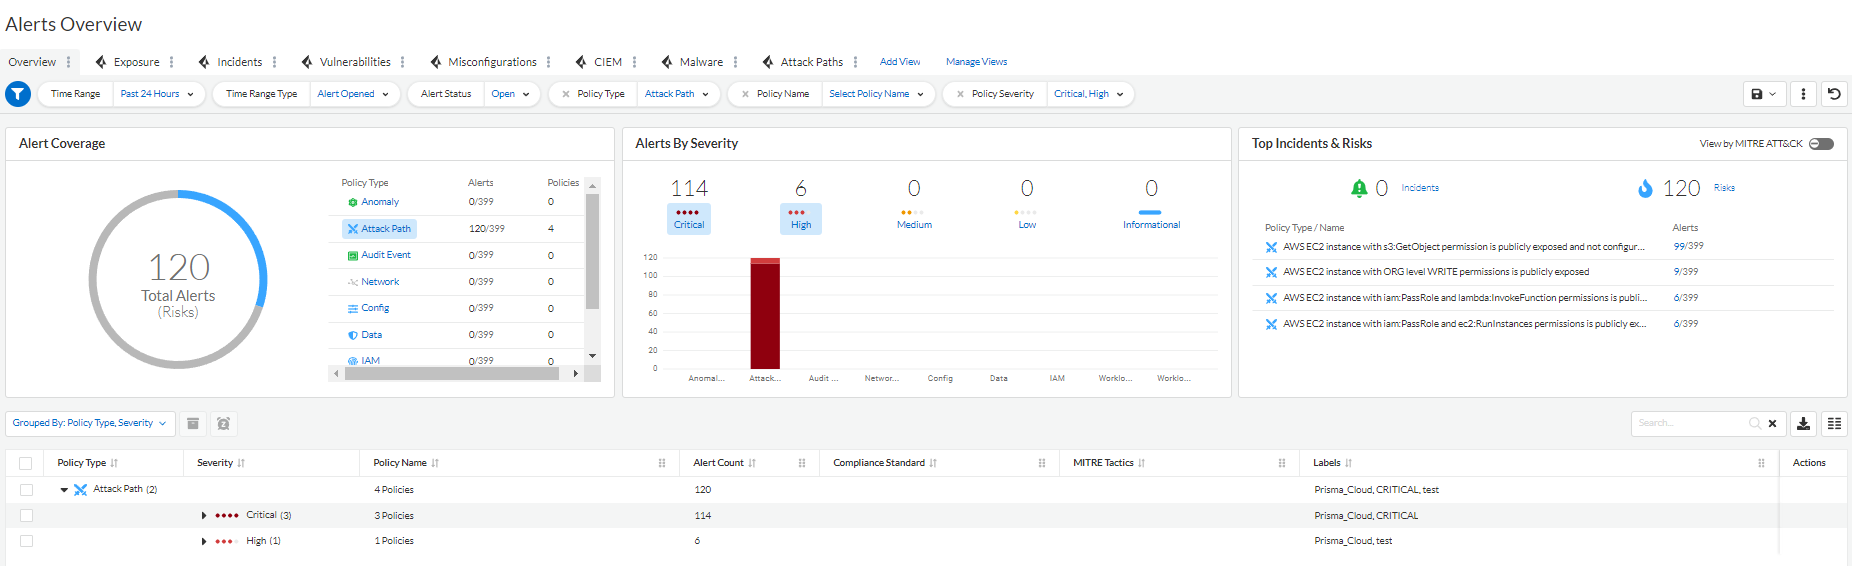 Alerts Overview
Overview Exposure Incidents Vulnerabilities Misconfigurations CIEM Malware Attack Paths Add View Manage Views
Time Range Past 24 Hours Time Range Type Alert Opened Alert Status Open Policy Type Attack Path Policy Name Select Policy Name Policy Severity Critical, High
Alert Coverage
120
Total Alerts
(Risks)
Policy Type Alerts Policies
Anomaly 0/399 0
Attack Path 120/399 4
Audit Event 0/399 0
Network 0/399 0
Config 0/399 0
Data 0/399 0
IAM 0/399 0
Alerts By Severity
114 6 0 0 0
Critical High Medium Low Informational
120
100
80
60
40
20
0
Anomal... Attack... Audit ... Networ... Config Data IAM Worklo... Worklo...
Top Incidents & Risks View by MITRE ATT&CK
0 Incidents 120 Risks
Policy Type / Name Alerts
AWS EC2 instance with s3:GetObject permission is publicly exposed and not configur... 99/399
AWS EC2 instance with ORG level WRITE permissions is publicly exposed 9/399
AWS EC2 instance with iam:PassRole and lambda:InvokeFunction permissions is publi... 6/399
AWS EC2 instance with iam:PassRole and ec2:RunInstances permissions is publicly ex... 6/399
Grouped By: Policy Type, Severity Search...
Policy Type Severity Policy Name Alert Count Compliance Standard MITRE Tactics Labels Actions
Attack Path (2) 4 Policies 120 Prisma_Cloud, CRITICAL, test
Critical (3) 3 Policies 114 Prisma_Cloud, CRITICAL
High (1) 1 Policies 6 Prisma_Cloud, test